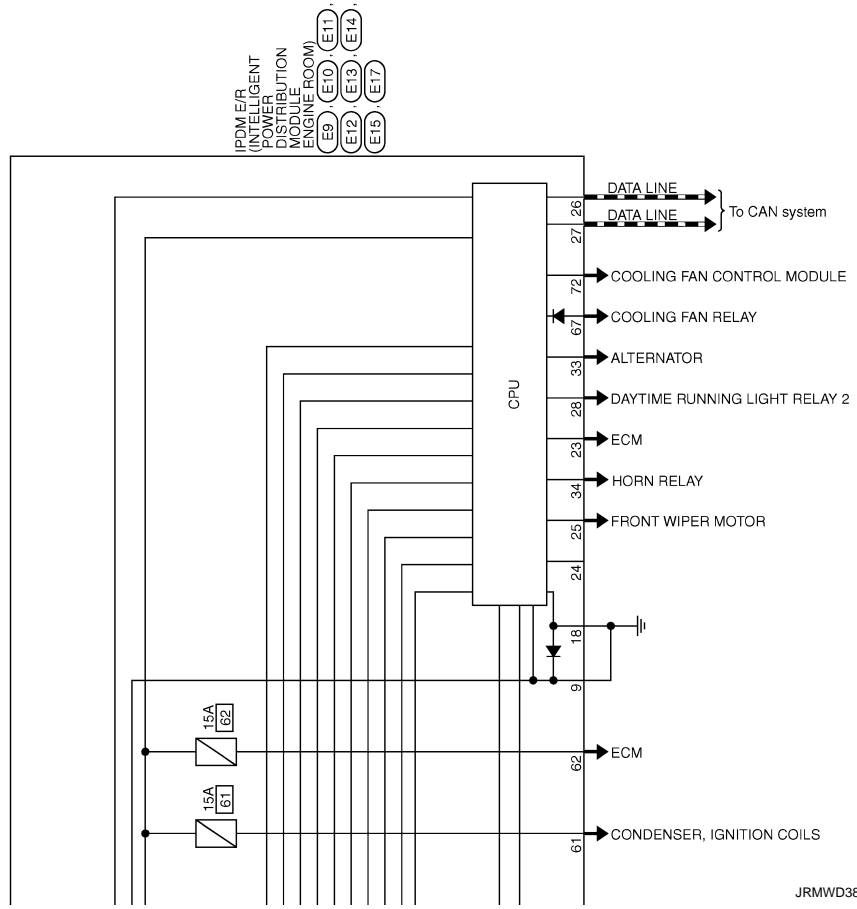 IPDM E/R
(INTELLIGENT
POWER
DISTRIBUTION
MODULE
ENGINE ROOM)
E9 , E10 , E11 ,
E12 , E13 , E14 ,
E15 , E17
CPU
26 DATA LINE
27 DATA LINE
To CAN system
72 COOLING FAN CONTROL MODULE
67 COOLING FAN RELAY
33 ALTERNATOR
28 DAYTIME RUNNING LIGHT RELAY 2
23 ECM
34 HORN RELAY
25 FRONT WIPER MOTOR
24
18
9
15A 62
62 ECM
15A 61
61 CONDENSER, IGNITION COILS
JRMWD38